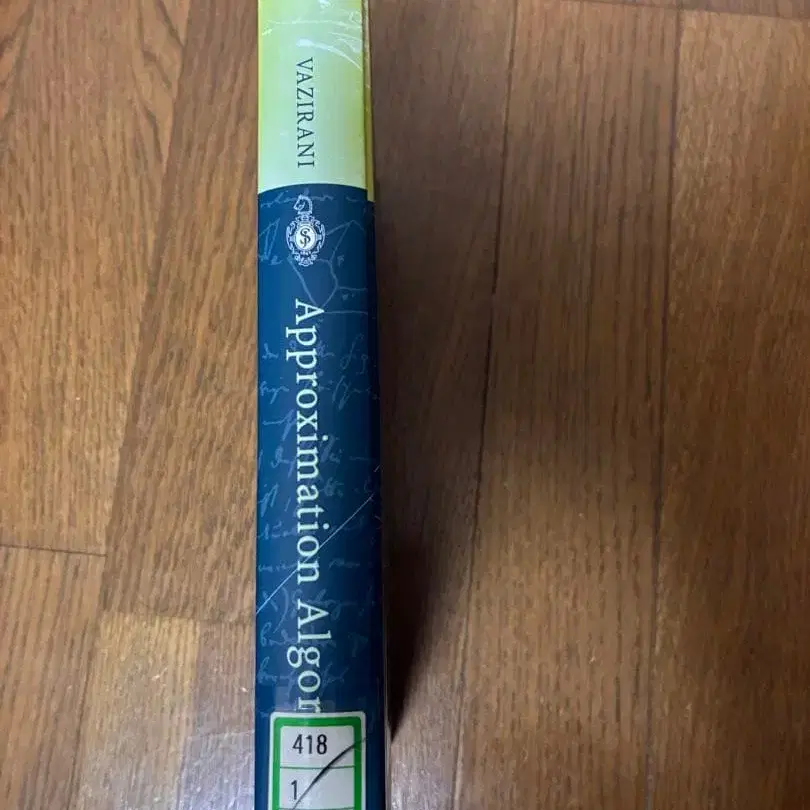 VAZIRANI
Approximation Algor
418
1